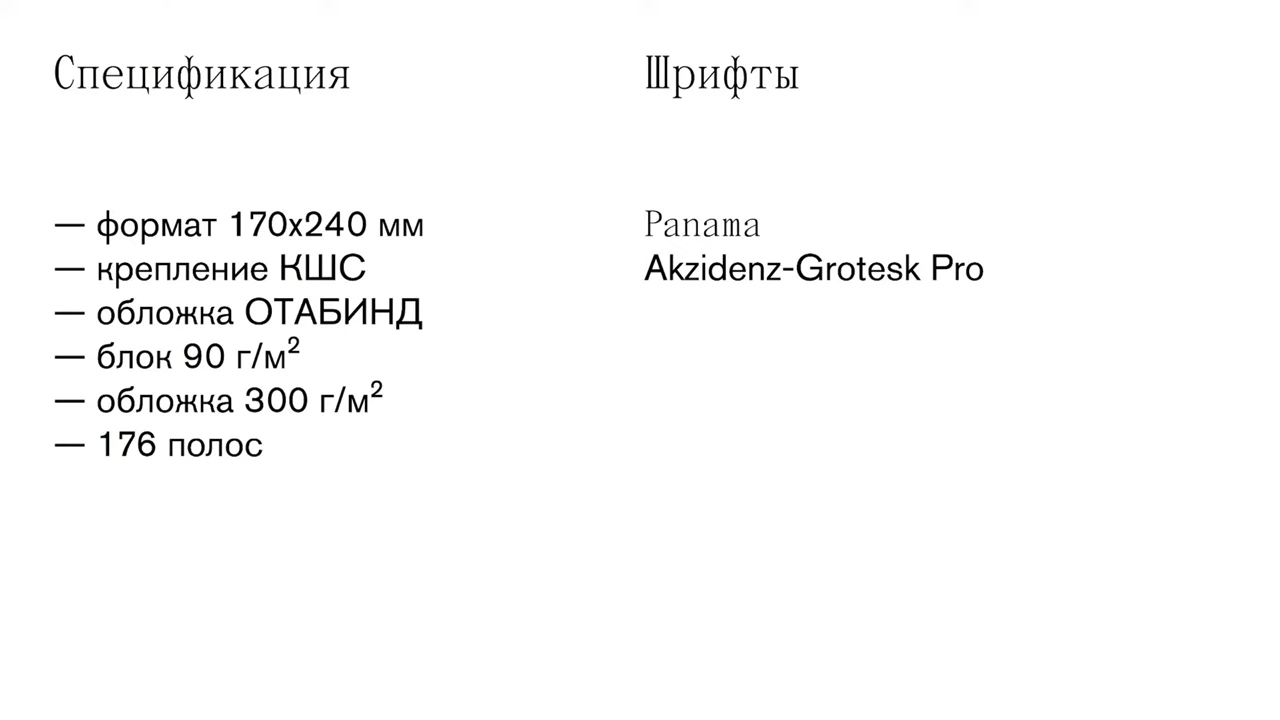 Спецификация
— формат 170x240 мм
— крепление КШС
— обложка ОТАБИНД
— блок 90 г/м²
— обложка 300 г/м²
— 176 полос
Шрифты
Panama
Akzidenz-Grotesk Pro